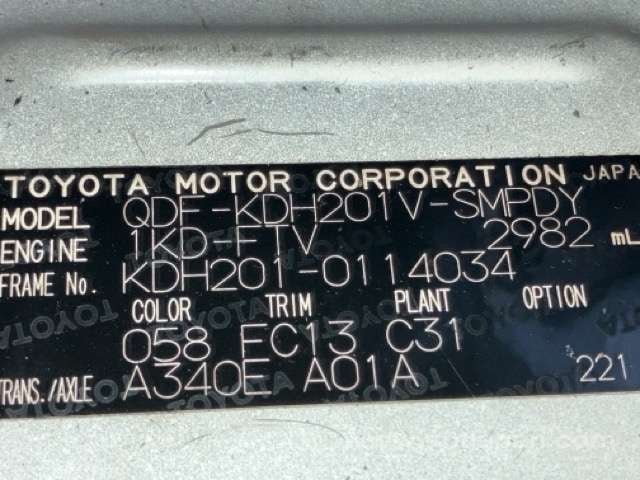 TOYOTA MOTOR CORPORATION JAPA
MODEL QDF-KDH201V-SMPDY
ENGINE 1KD-FTV 2982 mL
FRAME No. KDH201-0114034
COLOR TRIM PLANT OPTION
058 EC13 C31
TRANS./AXLE A340E A01A 221